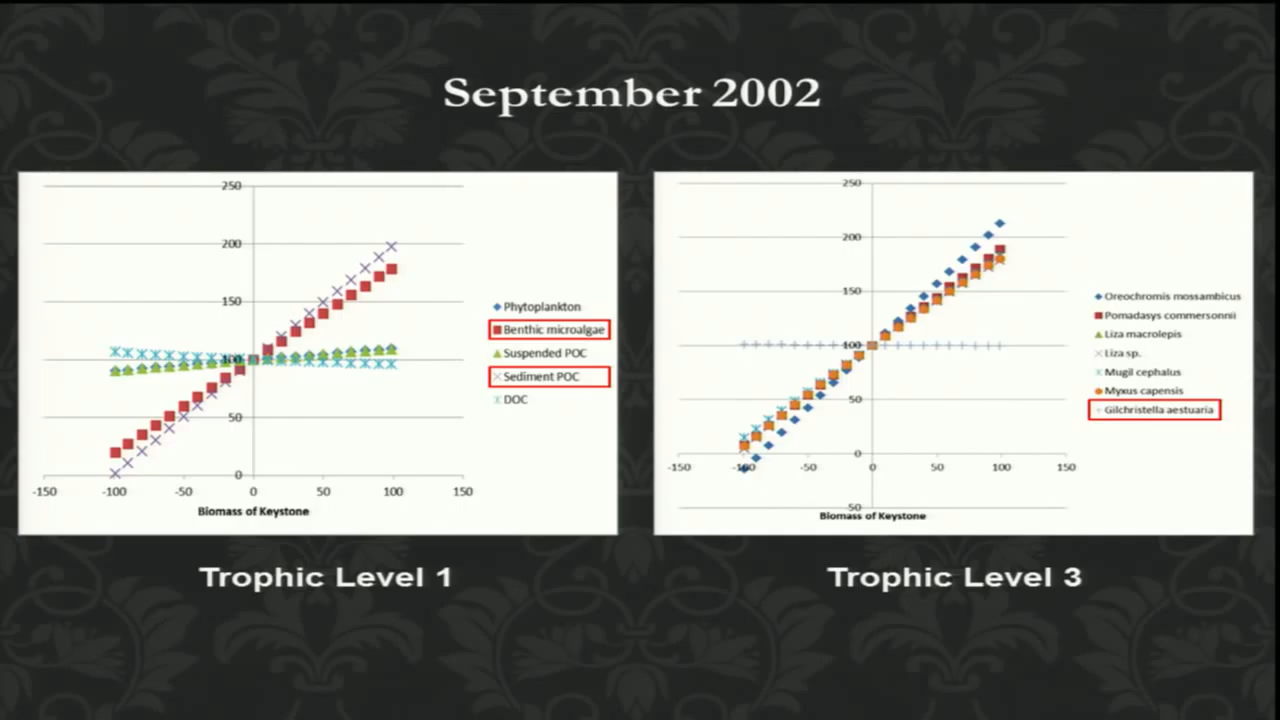 September 2002
250
200
150
100
50
0
-150 -100 -50 0 50 100 150
Biomass of Keystone
Phytoplankton
Benthic microalgae
Suspended POC
Sediment POC
DOC
250
200
150
100
50
0
-150 -100 -50 0 50 100 150
50
Biomass of Keystone
Oreochromis mossambicus
Pomadasys commersonnii
Liza macrolepis
Liza sp.
Mugil cephalus
Myxus capensis
Gilchristella aestuaria
Trophic Level 1
Trophic Level 3